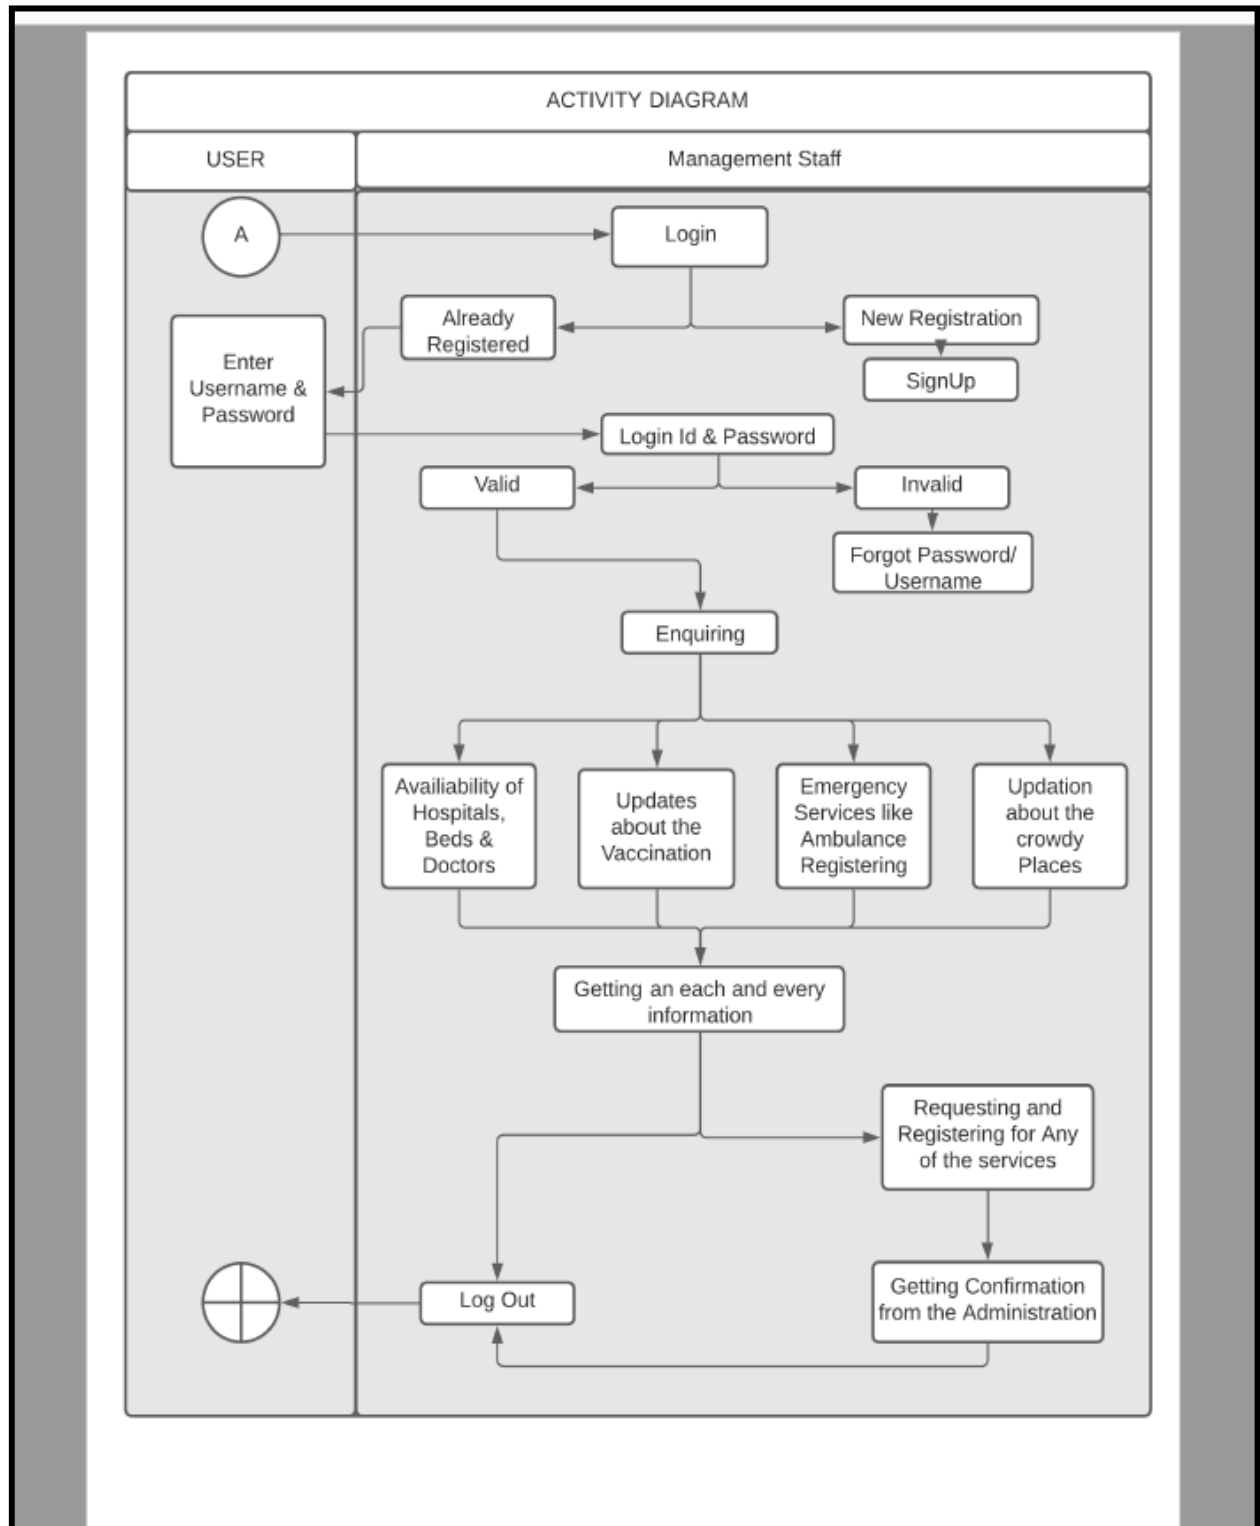 ACTIVITY DIAGRAM
USER
Management Staff
A
Login
Already
Registered
New Registration
SignUp
Enter
Username &
Password
Login Id & Password
Valid
Invalid
Forgot Password/
Username
Enquiring
Availiability of
Hospitals,
Beds &
Doctors
Updates
about the
Vaccination
Emergency
Services like
Ambulance
Registering
Updation
about the
crowdy
Places
Getting an each and every
information
Requesting and
Registering for Any
of the services
Getting Confirmation
from the Administration
Log Out